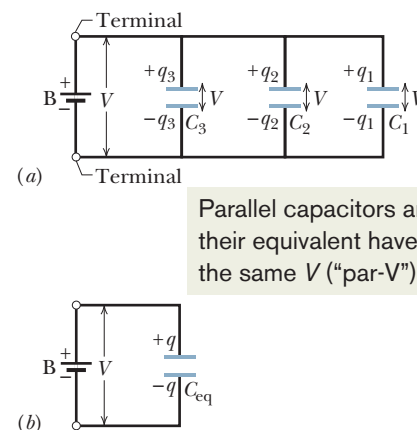 Terminal
+ +q3 +q2 +q1
B V V V V
− −q3 C3 −q2 C2 −q1 C1
(a) Terminal
Parallel capacitors an
their equivalent have
the same V (“par-V”)
+ +q
B V
− −q Ceq
(b)